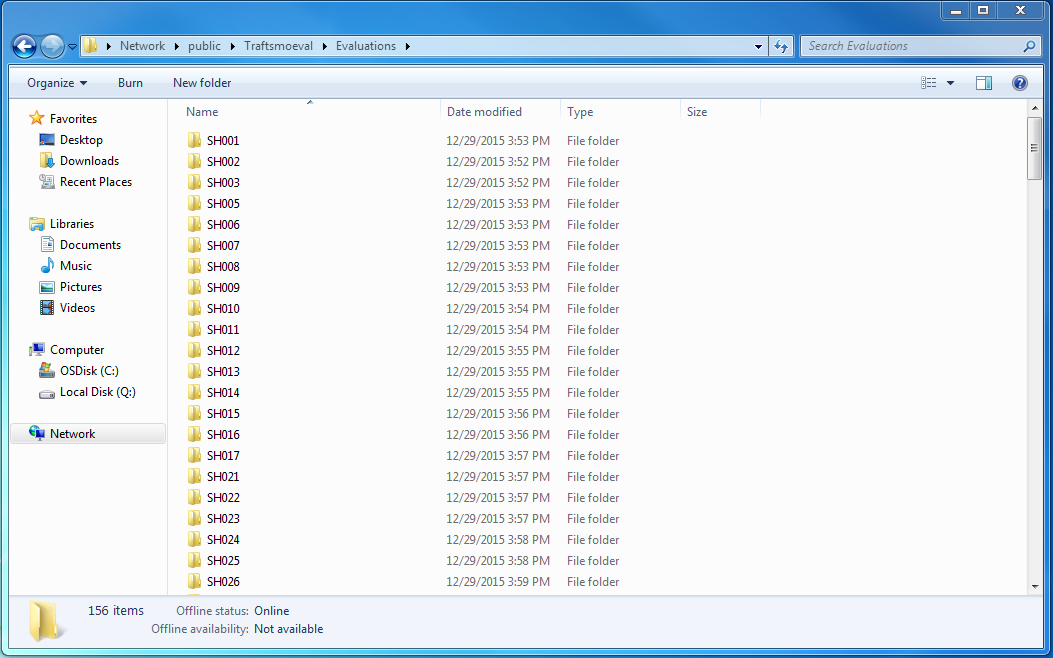 Network ▸ public ▸ Traftsmoeval ▸ Evaluations ▸ Search Evaluations
Organize Burn New folder
Name Date modified Type Size
Favorites
Desktop
Downloads
Recent Places
Libraries
Documents
Music
Pictures
Videos
Computer
OSDisk (C:)
Local Disk (Q:)
Network
SH001 12/29/2015 3:53 PM File folder
SH002 12/29/2015 3:52 PM File folder
SH003 12/29/2015 3:52 PM File folder
SH005 12/29/2015 3:53 PM File folder
SH006 12/29/2015 3:53 PM File folder
SH007 12/29/2015 3:53 PM File folder
SH008 12/29/2015 3:53 PM File folder
SH009 12/29/2015 3:53 PM File folder
SH010 12/29/2015 3:54 PM File folder
SH011 12/29/2015 3:54 PM File folder
SH012 12/29/2015 3:55 PM File folder
SH013 12/29/2015 3:55 PM File folder
SH014 12/29/2015 3:55 PM File folder
SH015 12/29/2015 3:56 PM File folder
SH016 12/29/2015 3:56 PM File folder
SH017 12/29/2015 3:57 PM File folder
SH021 12/29/2015 3:57 PM File folder
SH022 12/29/2015 3:57 PM File folder
SH023 12/29/2015 3:57 PM File folder
SH024 12/29/2015 3:58 PM File folder
SH025 12/29/2015 3:58 PM File folder
SH026 12/29/2015 3:59 PM File folder
156 items Offline status: Online
Offline availability: Not available